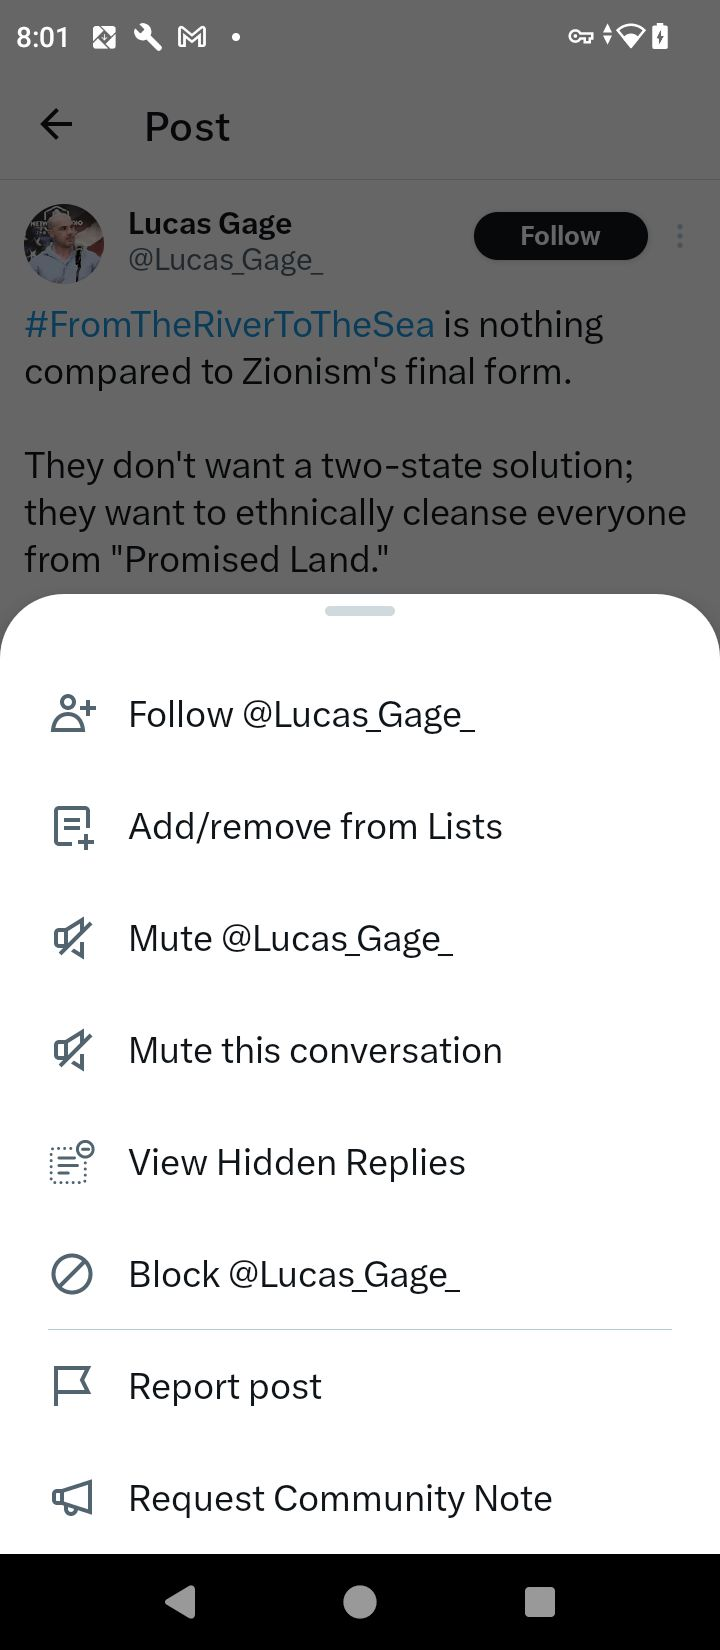 8:01
Post
Lucas Gage
@Lucas_Gage_
Follow
#FromTheRiverToTheSea is nothing
compared to Zionism's final form.
They don't want a two-state solution;
they want to ethnically cleanse everyone
from "Promised Land."
Follow @Lucas_Gage_
Add/remove from Lists
Mute @Lucas_Gage_
Mute this conversation
View Hidden Replies
Block @Lucas_Gage_
Report post
Request Community Note